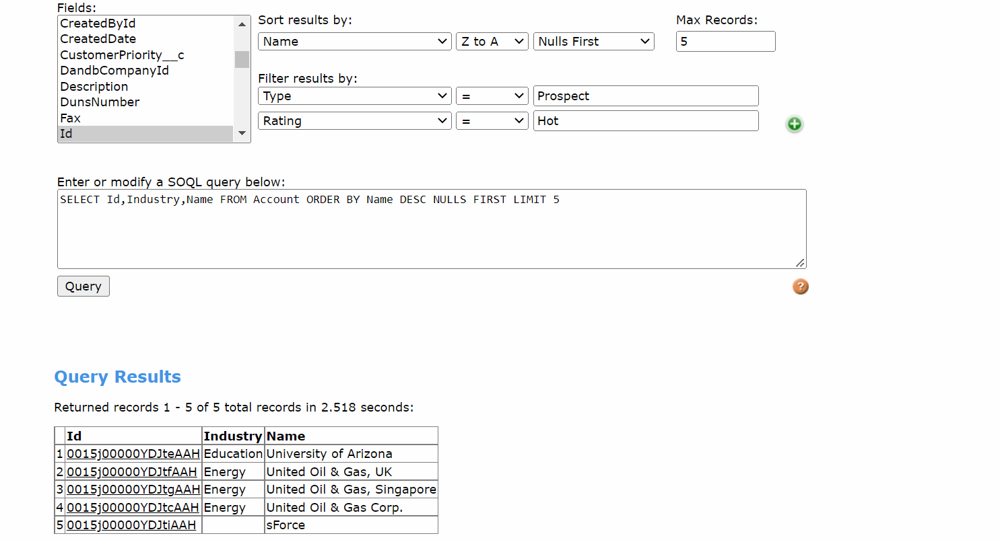 Fields:
CreatedById
CreatedDate
CustomerPriority__c
DandbCompanyId
Description
DunsNumber
Fax
Id
Sort results by:
Name Z to A Nulls First
Max Records:
5
Filter results by:
Type = Prospect
Rating = Hot
Enter or modify a SOQL query below:
SELECT Id,Industry,Name FROM Account ORDER BY Name DESC NULLS FIRST LIMIT 5
Query
?
Query Results
Returned records 1 - 5 of 5 total records in 2.518 seconds:
Id Industry Name
1 0015j00000YDJteAAH Education University of Arizona
2 0015j00000YDJtfAAH Energy United Oil & Gas, UK
3 0015j00000YDJtgAAH Energy United Oil & Gas, Singapore
4 0015j00000YDJtcAAH Energy United Oil & Gas Corp.
5 0015j00000YDJtiAAH sForce